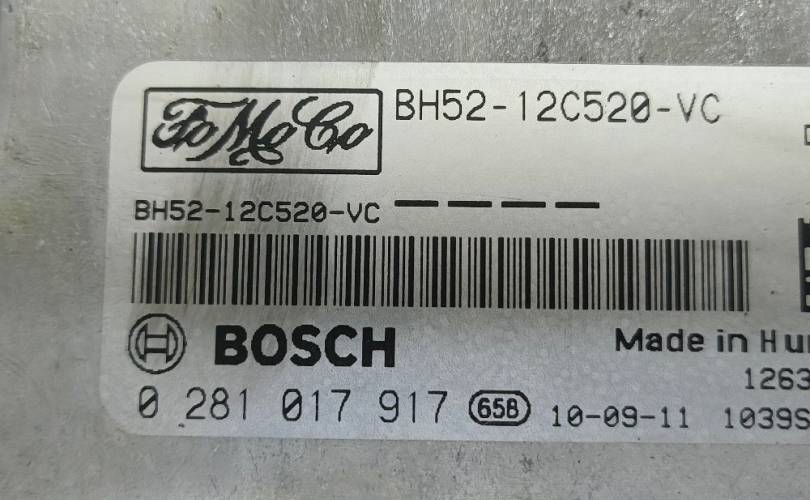 FoMoCo BH52-12C520-VC
BH52-12C520-VC
BOSCH Made in Hu
1263
0 281 017 917 65B 10-09-11 1039S